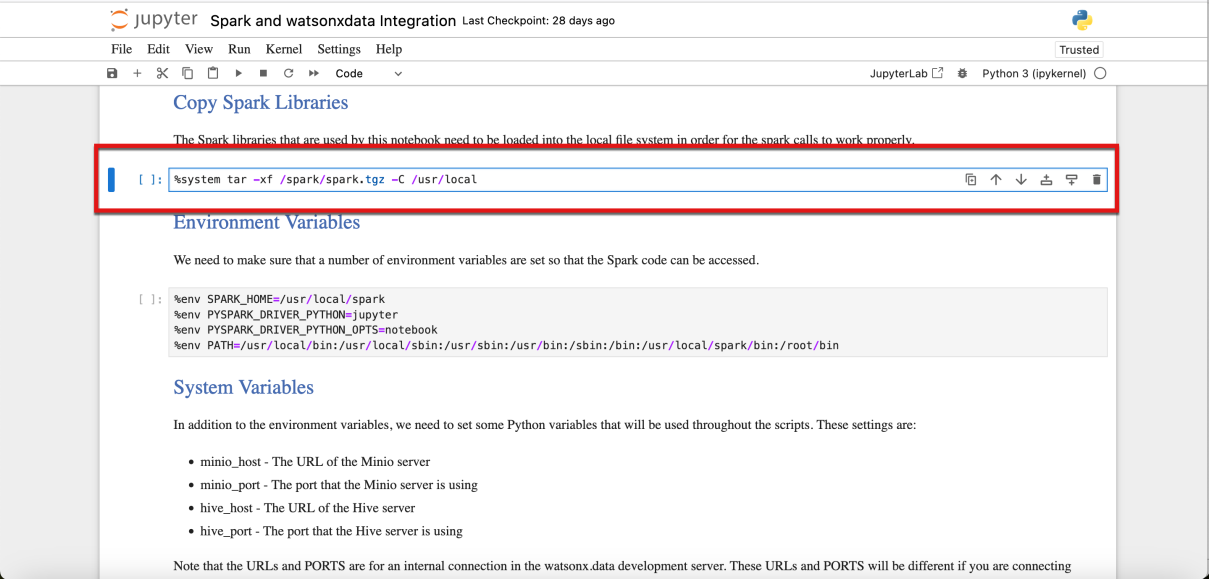 jupyter Spark and watsonxdata Integration Last Checkpoint: 28 days ago
File Edit View Run Kernel Settings Help Trusted
Code JupyterLab Python 3 (ipykernel)
Copy Spark Libraries
The Spark libraries that are used by this notebook need to be loaded into the local file system in order for the spark calls to work properly.
[ ]: %system tar -xf /spark/spark.tgz -C /usr/local
Environment Variables
We need to make sure that a number of environment variables are set so that the Spark code can be accessed.
[ ]: %env SPARK_HOME=/usr/local/spark
%env PYSPARK_DRIVER_PYTHON=jupyter
%env PYSPARK_DRIVER_PYTHON_OPTS=notebook
%env PATH=/usr/local/bin:/usr/local/sbin:/usr/sbin:/usr/bin:/sbin:/bin:/usr/local/spark/bin:/root/bin
System Variables
In addition to the environment variables, we need to set some Python variables that will be used throughout the scripts. These settings are:
• minio_host - The URL of the Minio server
• minio_port - The port that the Minio server is using
• hive_host - The URL of the Hive server
• hive_port - The port that the Hive server is using
Note that the URLs and PORTS are for an internal connection in the watsonx.data development server. These URLs and PORTS will be different if you are connecting